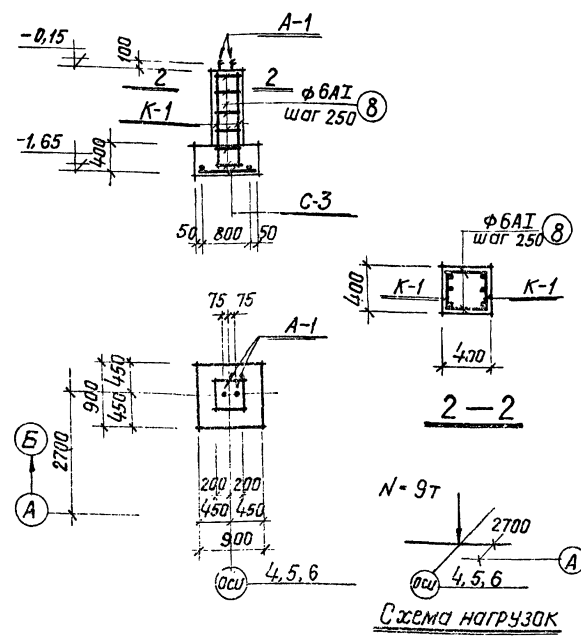 А-1
-0,15
100
2 2
φ6АI
шаг 250
8
К-1
-1,65
400
С-3
50 800 50
φ6АI
шаг 250
8
К-1 К-1
400
400
2-2
75 75
А-1
900
450
450
2700
Б
А
200 200
450 450
900
оси 4,5,6
N=9т
2700
А
оси 4,5,6
Схема нагрузок